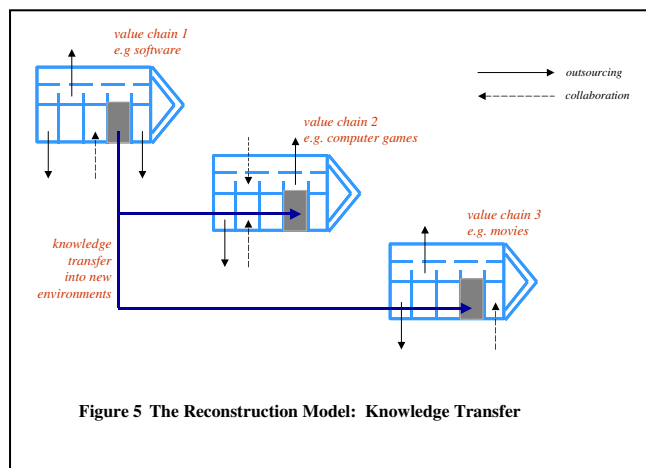 value chain 1
e.g software
outsourcing
collaboration
value chain 2
e.g. computer games
value chain 3
e.g. movies
knowledge
transfer
into new
environments
Figure 5 The Reconstruction Model: Knowledge Transfer